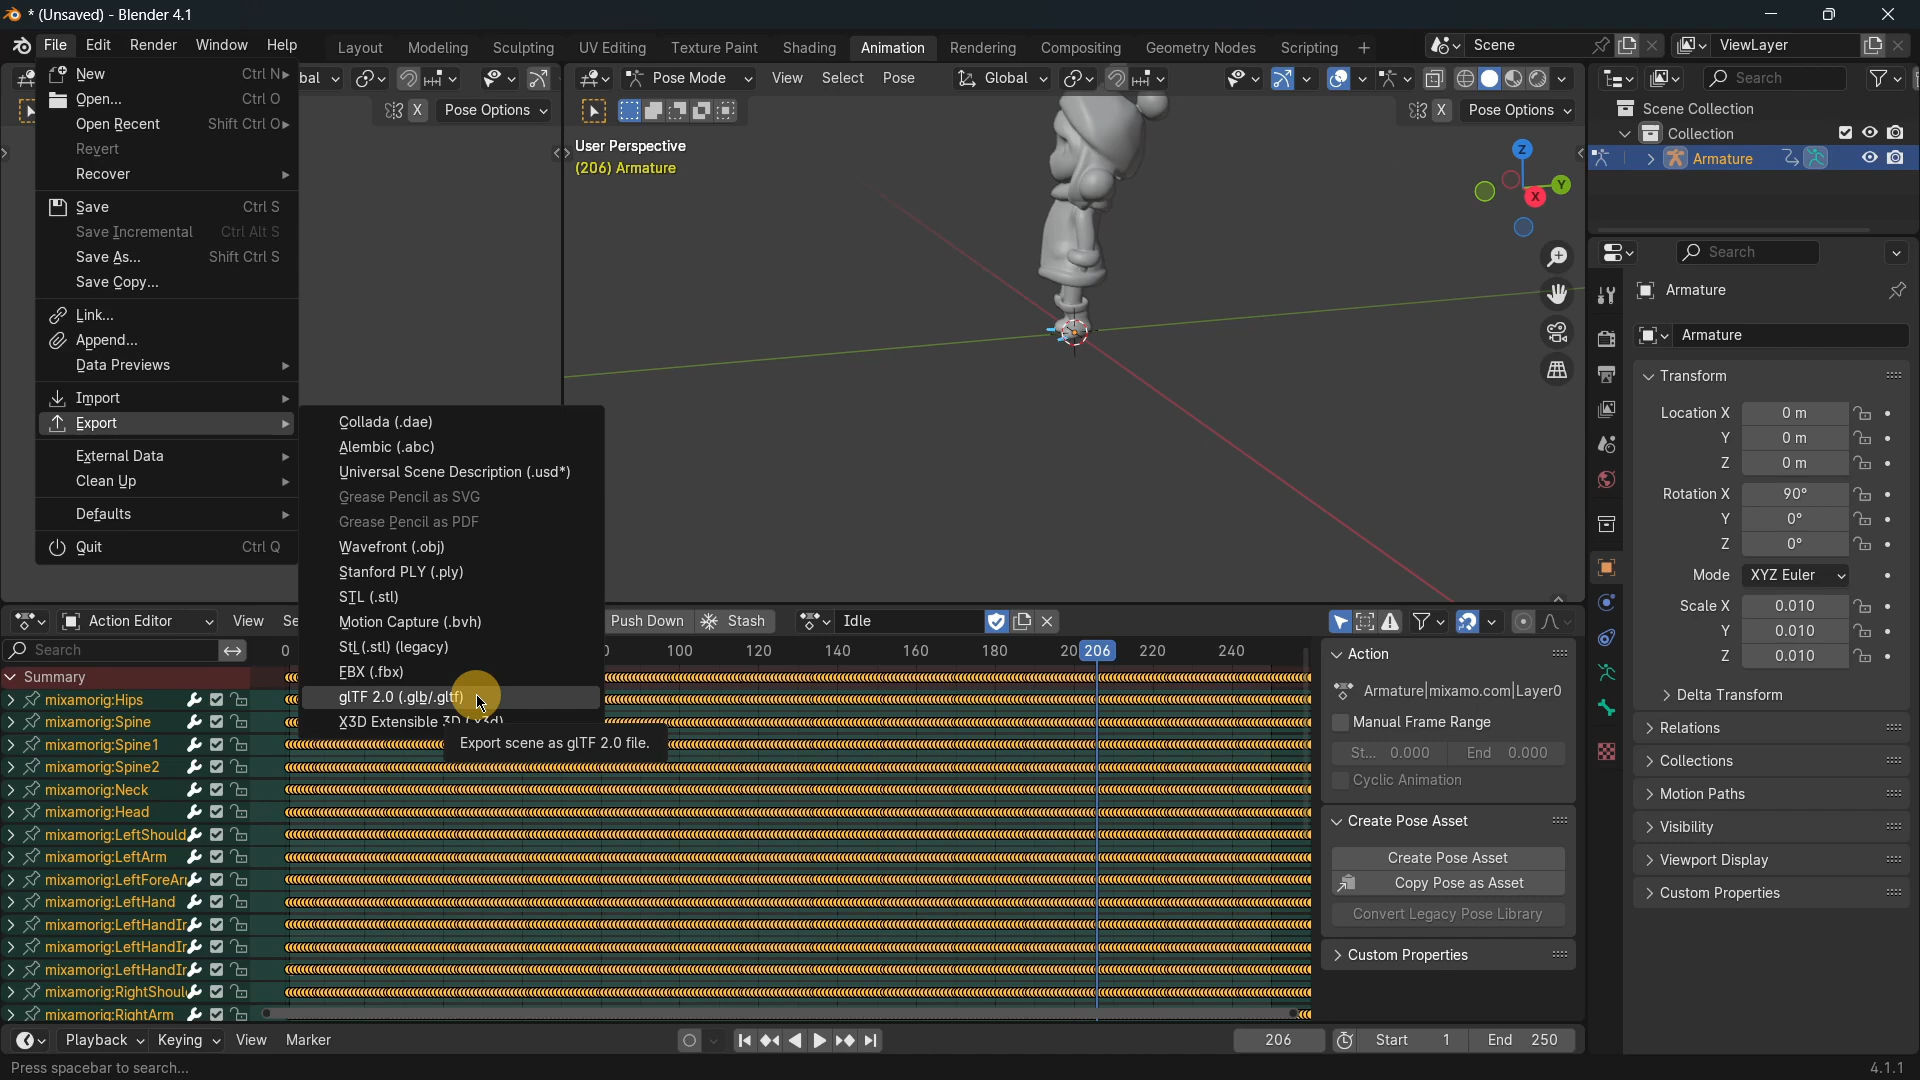 * (Unsaved) - Blender 4.1
File Edit Render Window Help Layout Modeling Sculpting UV Editing Texture Paint Shading Animation Rendering Compositing Geometry Nodes Scripting + Scene ViewLayer
New Ctrl N
Open... Ctrl O
Open Recent Shift Ctrl O
Revert
Recover
Save Ctrl S
Save Incremental Ctrl Alt S
Save As... Shift Ctrl S
Save Copy...
Link...
Append...
Data Previews
Import
Export
External Data
Clean Up
Defaults
Quit Ctrl Q
Collada (.dae)
Alembic (.abc)
Universal Scene Description (.usd*)
Grease Pencil as SVG
Grease Pencil as PDF
Wavefront (.obj)
Stanford PLY (.ply)
STL (.stl)
Motion Capture (.bvh)
Stl (.stl) (legacy)
FBX (.fbx)
glTF 2.0 (.glb/.gltf)
X3D Extensible 3D (.x3d)
Export scene as glTF 2.0 file.
bal
X Pose Options
Pose Mode View Select Pose Global
X Pose Options
User Perspective
(206) Armature
Z
Y
X
Search
Scene Collection
Collection
Armature
Search
Armature
Armature
Transform
Location X 0 m
Y 0 m
Z 0 m
Rotation X 90°
Y 0°
Z 0°
Mode XYZ Euler
Scale X 0.010
Y 0.010
Z 0.010
Delta Transform
Relations
Collections
Motion Paths
Visibility
Viewport Display
Custom Properties
Action Editor View Se Push Down Stash Idle
Search 0 0 100 120 140 160 180 20 206 220 240
Summary
mixamorig:Hips
mixamorig:Spine
mixamorig:Spine1
mixamorig:Spine2
mixamorig:Neck
mixamorig:Head
mixamorig:LeftShould
mixamorig:LeftArm
mixamorig:LeftForeAr
mixamorig:LeftHand
mixamorig:LeftHandIr
mixamorig:LeftHandIr
mixamorig:LeftHandIr
mixamorig:RightShoul
mixamorig:RightArm
Action
Armature|mixamo.com|Layer0
Manual Frame Range
St... 0.000 End 0.000
Cyclic Animation
Create Pose Asset
Create Pose Asset
Copy Pose as Asset
Convert Legacy Pose Library
Custom Properties
Playback Keying View Marker 206 Start 1 End 250
Press spacebar to search... 4.1.1